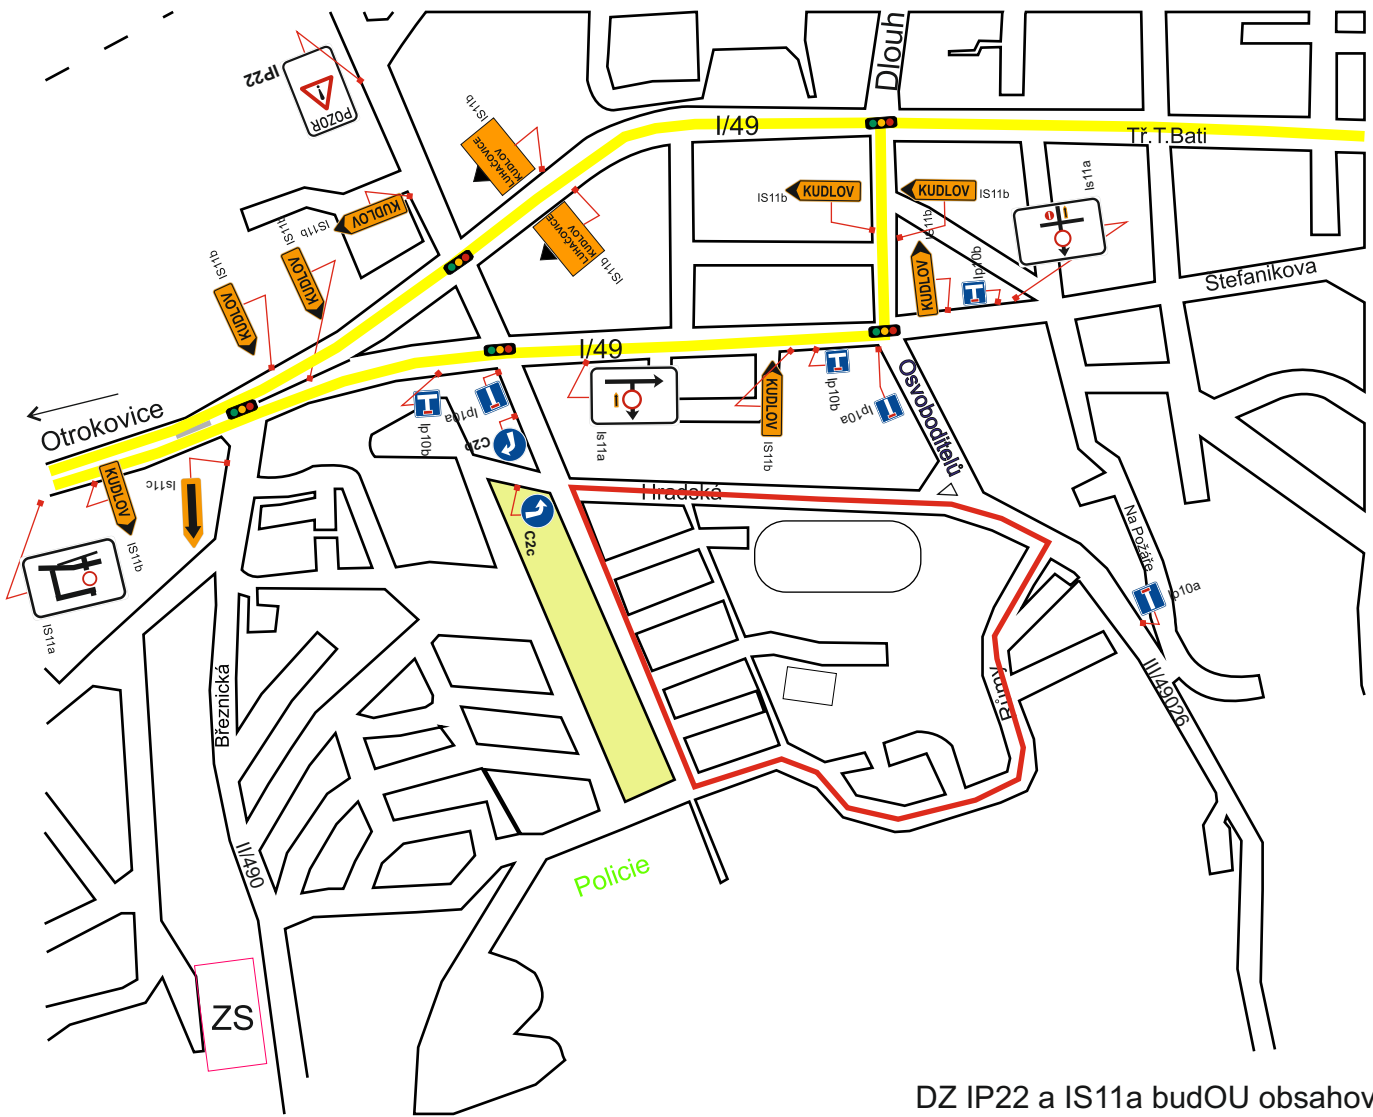 Dlouh
IP22
POZOR
IS11b
LUHAČOVICE
KUDLOV
I/49
Tř.T.Bati
IS11b
KUDLOV
KUDLOV
IS11b
Is11a
KUDLOV
IS11b
IS11b
KUDLOV
LUHAČOVICE
KUDLOV
IS11b
IS11b
KUDLOV
IS11b
KUDLOV
Ip10b
Stefanikova
I/49
Otrokovice
Ip10b
Ip10a
C2b
Is11a
KUDLOV
IS11b
Ip10b
Ip10a
Osvoboditelů
Hradská
KUDLOV
IS11b
Is11c
C2c
Na Požáře
Ip10a
IS11a
Březnická
Růmy
III/49026
II/490
Policie
ZS
DZ IP22 a IS11a budOU obsahov